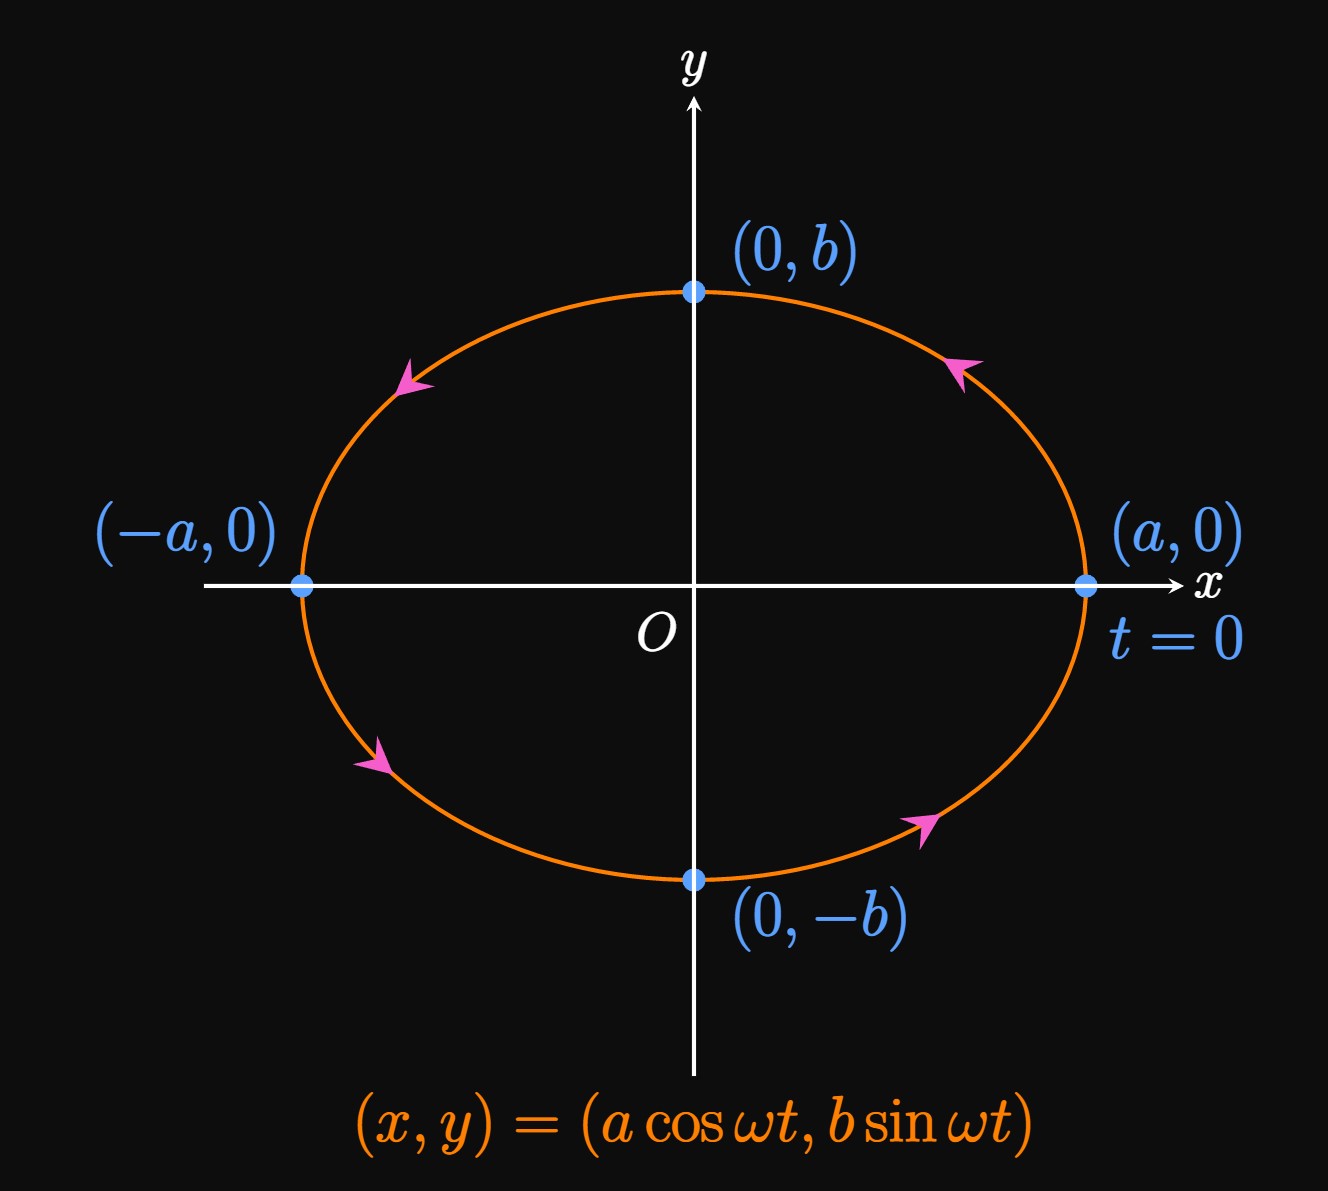 y
(0, b)
(−a, 0)
(a, 0)
x
O
t = 0
(0, −b)
(x, y) = (a cos ωt, b sin ωt)